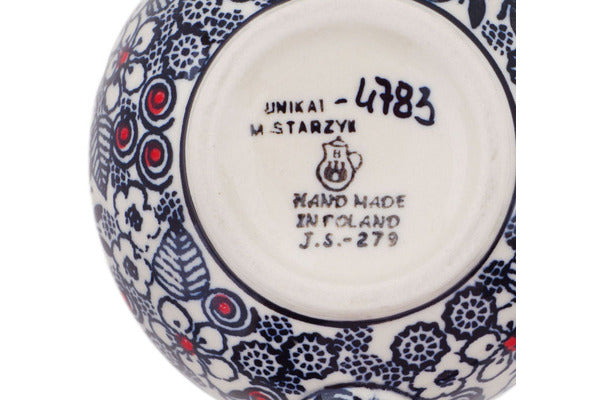 UNIKAT - 4783
M.STARZYK
HAND MADE
IN POLAND
J.S.-279